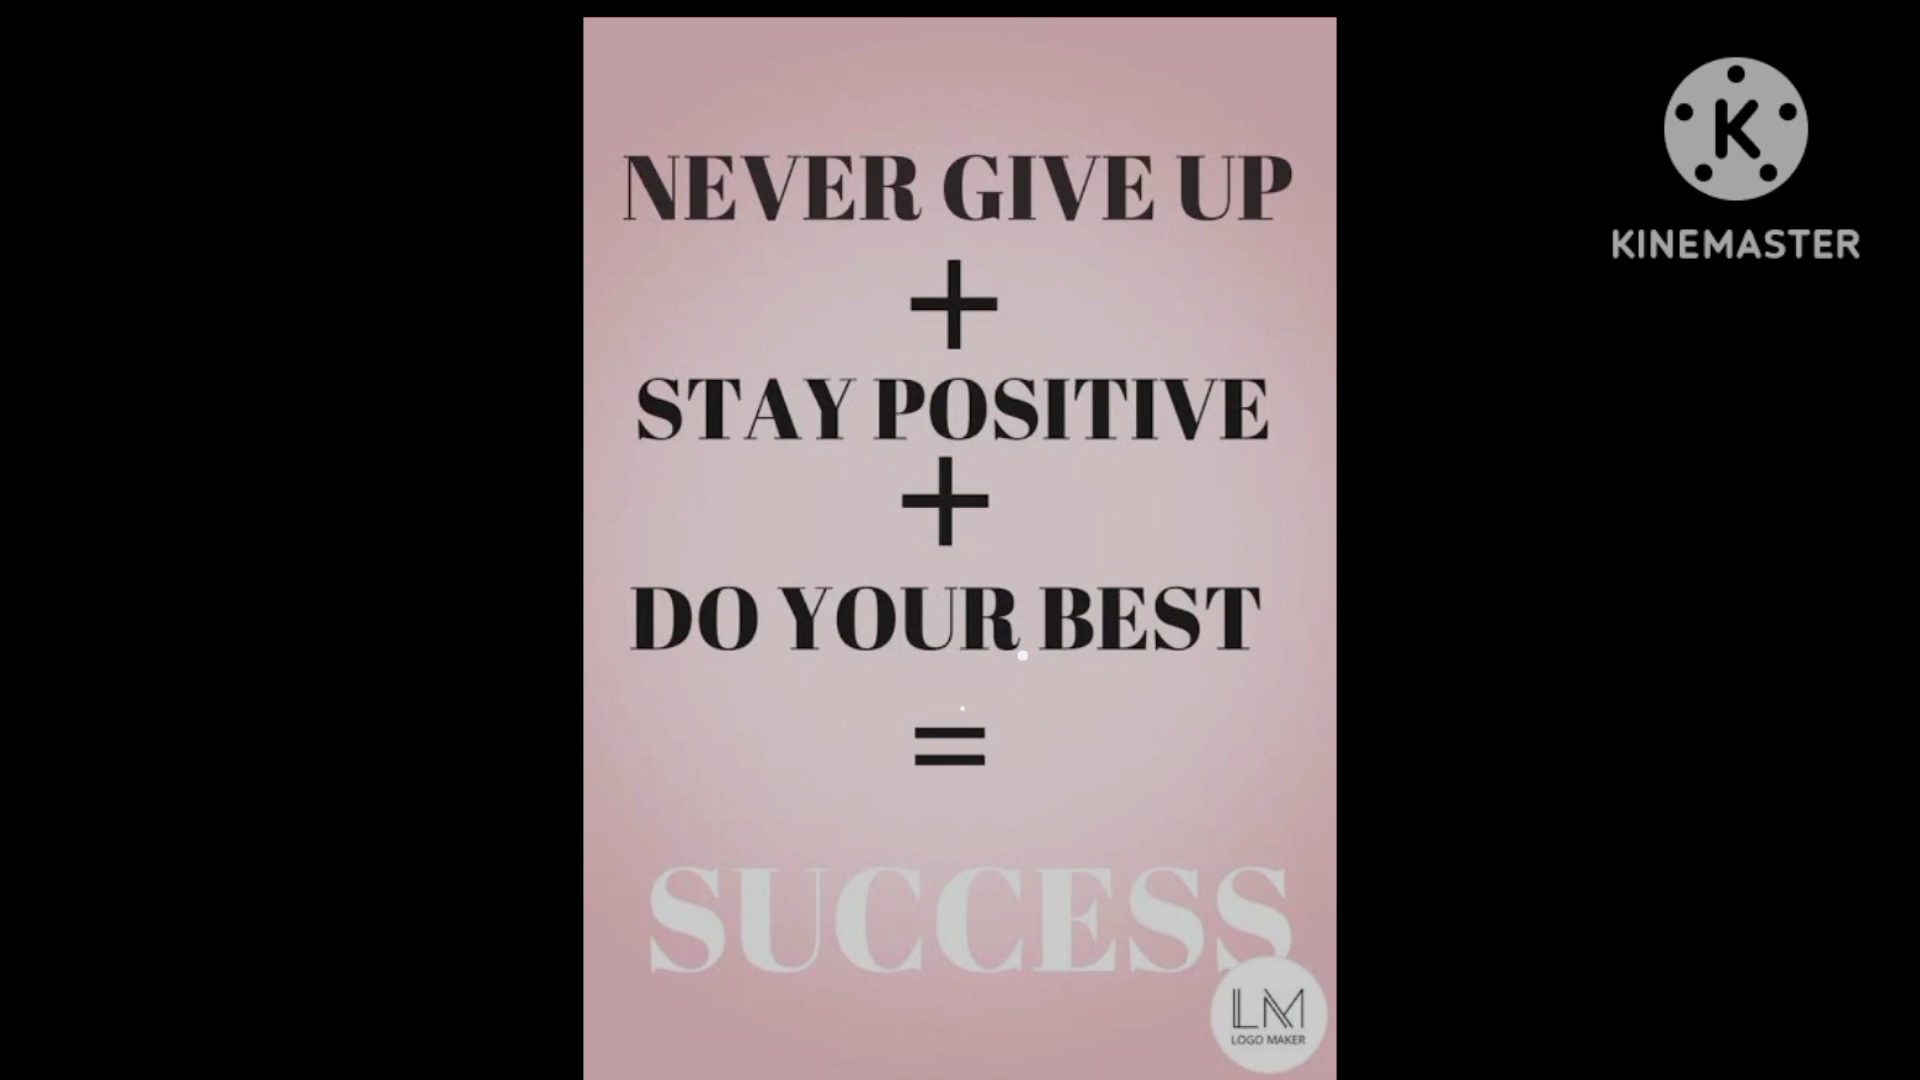 NEVER GIVE UP
+
STAY POSITIVE
+
DO YOUR BEST
=
SUCCESS
LM
LOGO MAKER
K
KINEMASTER